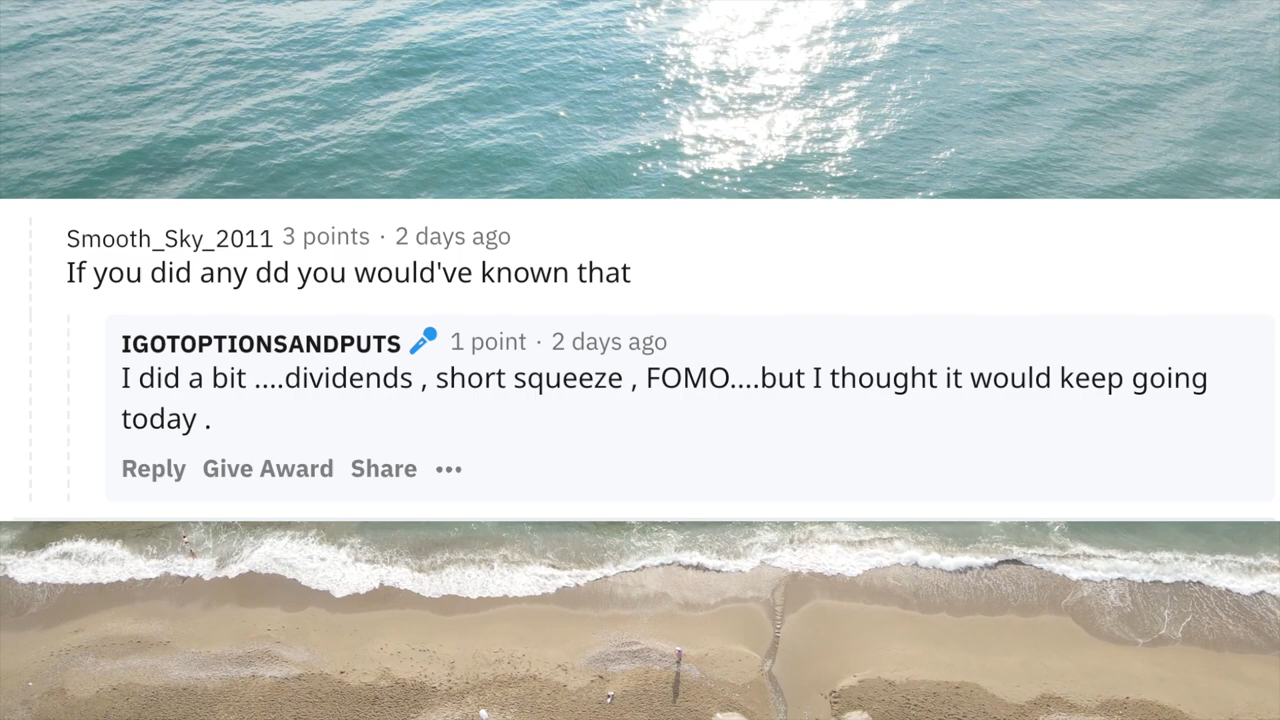 Smooth_Sky_2011 3 points · 2 days ago
If you did any dd you would've known that
IGOTOPTIONSANDPUTS 1 point · 2 days ago
I did a bit ....dividends , short squeeze , FOMO....but I thought it would keep going
today .
Reply Give Award Share •••